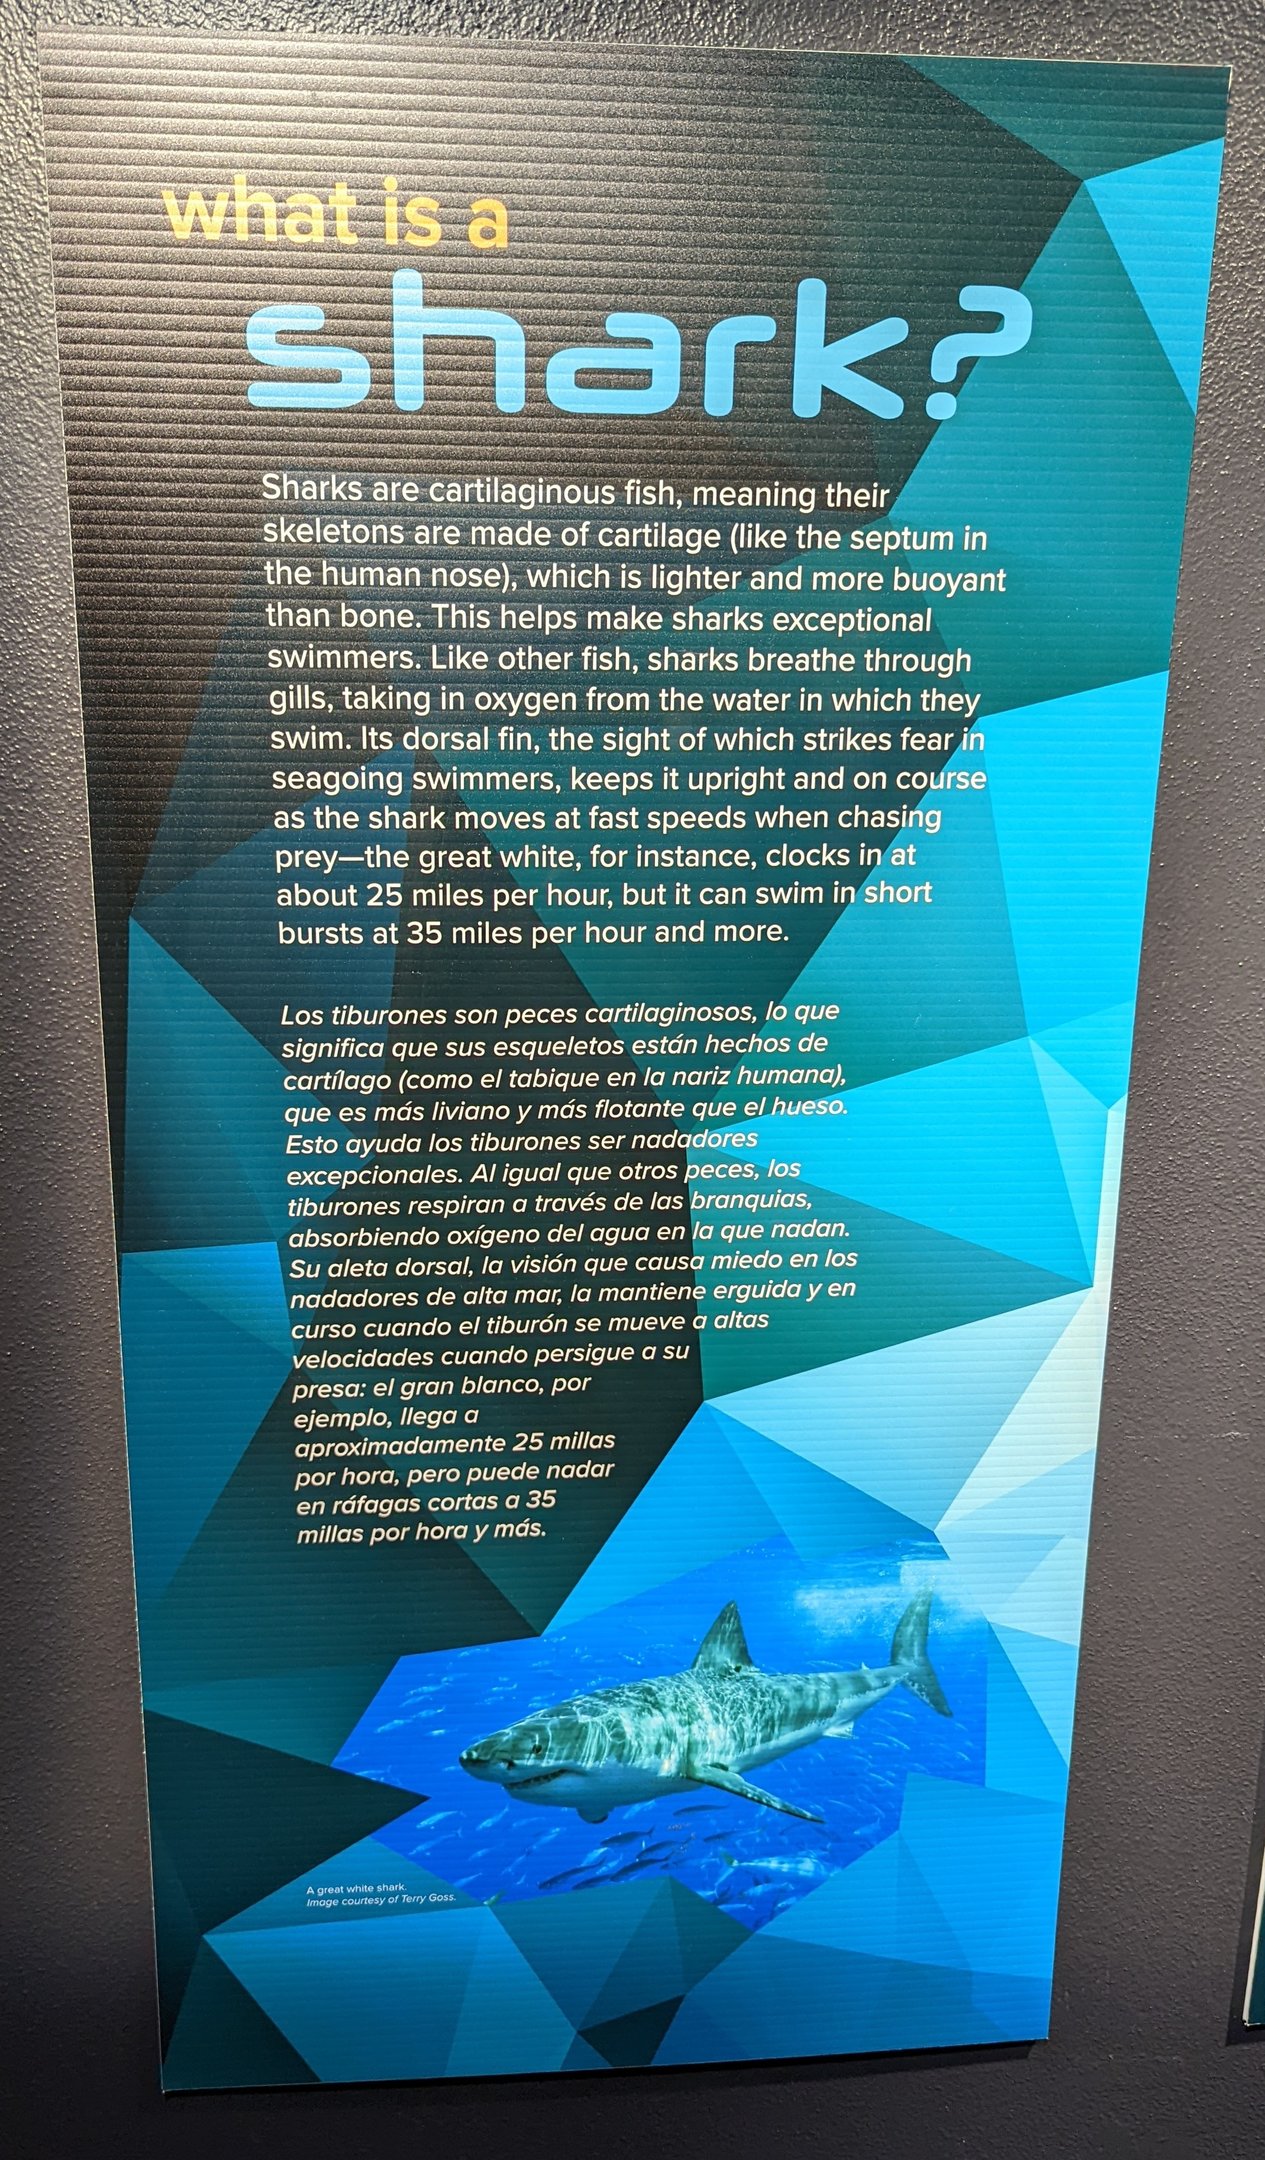 what is a
shark?
Sharks are cartilaginous fish, meaning their
skeletons are made of cartilage (like the septum in
the human nose), which is lighter and more buoyant
than bone. This helps make sharks exceptional
swimmers. Like other fish, sharks breathe through
gills, taking in oxygen from the water in which they
swim. Its dorsal fin, the sight of which strikes fear in
seagoing swimmers, keeps it upright and on course
as the shark moves at fast speeds when chasing
prey—the great white, for instance, clocks in at
about 25 miles per hour, but it can swim in short
bursts at 35 miles per hour and more.
Los tiburones son peces cartilaginosos, lo que
significa que sus esqueletos están hechos de
cartílago (como el tabique en la nariz humana),
que es más liviano y más flotante que el hueso.
Esto ayuda los tiburones ser nadadores
excepcionales. Al igual que otros peces, los
tiburones respiran a través de las branquias,
absorbiendo oxígeno del agua en la que nadan.
Su aleta dorsal, la visión que causa miedo en los
nadadores de alta mar, la mantiene erguida y en
curso cuando el tiburón se mueve a altas
velocidades cuando persigue a su
presa: el gran blanco, por
ejemplo, llega a
aproximadamente 25 millas
por hora, pero puede nadar
en ráfagas cortas a 35
millas por hora y más.
A great white shark.
Image courtesy of Terry Goss.